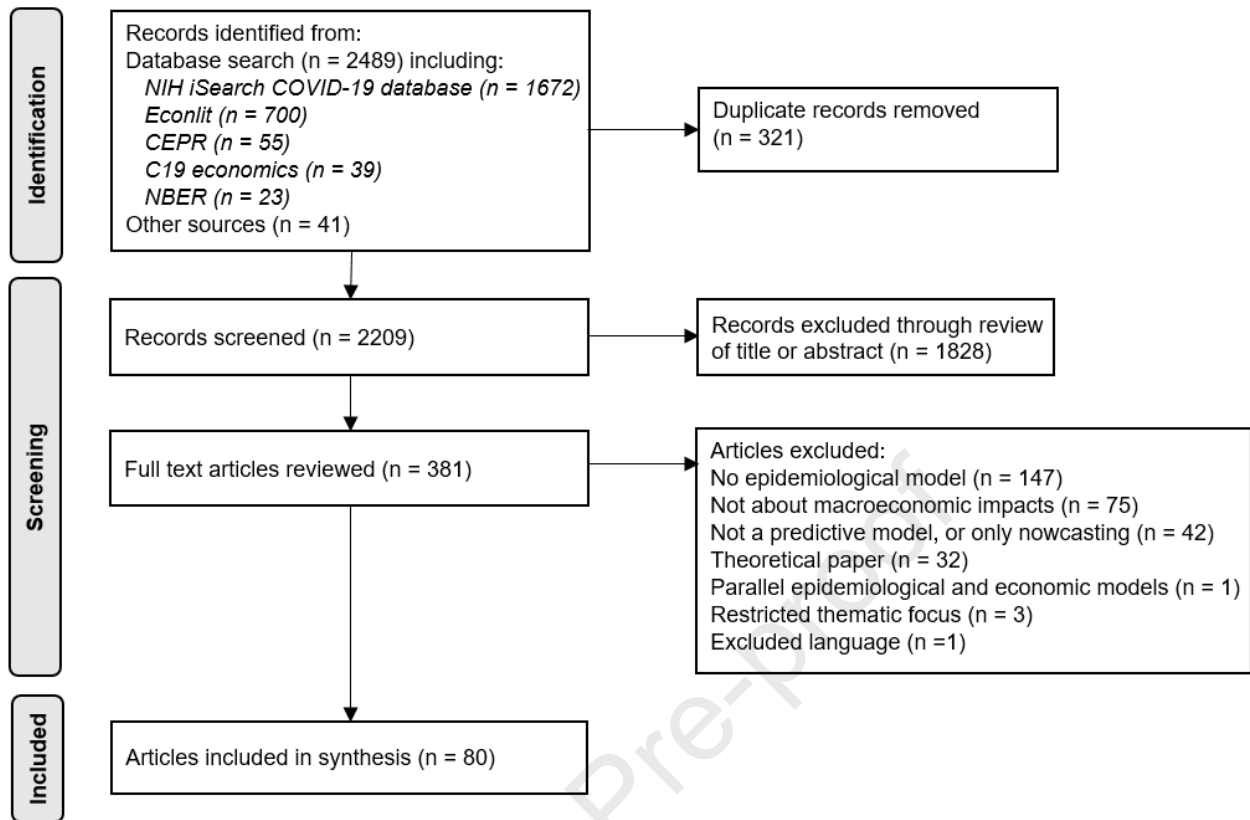 Identification
Records identified from:
Database search (n = 2489) including:
NIH iSearch COVID-19 database (n = 1672)
Econlit (n = 700)
CEPR (n = 55)
C19 economics (n = 39)
NBER (n = 23)
Other sources (n = 41)
Duplicate records removed
(n = 321)
Screening
Records screened (n = 2209)
Records excluded through review
of title or abstract (n = 1828)
Full text articles reviewed (n = 381)
Articles excluded:
No epidemiological model (n = 147)
Not about macroeconomic impacts (n = 75)
Not a predictive model, or only nowcasting (n = 42)
Theoretical paper (n = 32)
Parallel epidemiological and economic models (n = 1)
Restricted thematic focus (n = 3)
Excluded language (n =1)
Included
Articles included in synthesis (n = 80)
Pre-proof